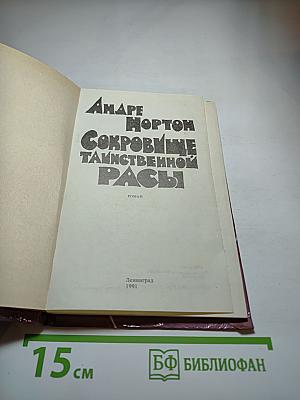 АНДРЕ
НОРТОН
СОКРОВИЩЕ
ТАИНСТВЕННОЙ
РАСЫ
РОМАН
Ленинград
1991
15 см
БФ БИБЛИОФАН